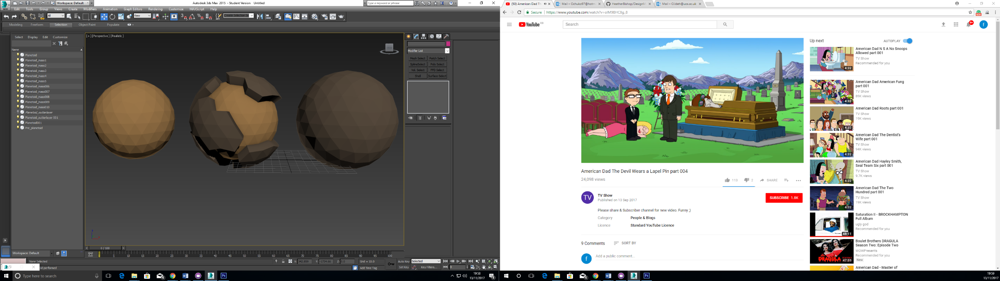 Workspace: Default
Autodesk 3ds Max 2015 - Student Version Untitled
Type a keyword or phrase
MAX
Edit Tools Group Views Create Modifiers Animation Graph Editors Rendering Customize MAXScript Help
All
View
Create Selection Se
Modeling Freeform Selection Object Paint Populate
Select Display Edit Customize
Name
Planetoid
Planetoid_mass1
Planetoid_mass2
Planetoid_mass3
Planetoid_mass4
Planetoid_mass5
Planetoid_mass006
Planetoid_mass007
Planetoid_mass008
Planetoid_mass009
Planetoid_mass010
Planetoid_outterlayer
Planetoid_outterlayer 001
Planetoid001
Pre_planetoid
[+] [Perspective] [Realistic]
Modifier List
Mesh Select Patch Select
SplineSelect Poly Select
Vol. Select FFD Select
Shell Surface Select
0 / 100
Workspace: Default
0 5 10 15 20 25 30 35 40 45 50 55 60 65 70 75 80 85 90 95 100
None Selected
X: 342.859 Y: -1734.66 Z: 0.0
Grid = 10.0
Auto Key Selected
performed
Add Time Tag
Set Key Key Filters...
0
Type here to search
19:58
13/11/2017
(50) American Dad Th
Mail – Ochuko97@hotm
HeatherBishop/DesignM
Mail – O.Ideh@uos.ac.uk
Secure https://www.youtube.com/watch?v=oIM9BHC8g_8
NEW
YouTube GB
Search
9+
f
American Dad The Devil Wears a Lapel Pin part 004
24,098 views
113 2 SHARE
TV
TV Show
Published on 13 Sep 2017
SUBSCRIBE 1.8K
Please share & Subscriber channel for new video. Funny ;)
Category People & Blogs
Licence Standard YouTube Licence
9 Comments SORT BY
f
Add a public comment...
Up next
AUTOPLAY
4:32
American Dad N S A No Snoops
Allowed part 001
TV Show
Recommended for you
4:32
American Dad American Fung
part 001
TV Show
89K views
4:32
American Dad Roots part 001
TV Show
19K views
4:32
American Dad The Dentist's
Wife part 001
TV Show
94K views
4:32
American Dad Hayley Smith,
Seal Team Six part 001
TV Show
9.7K views
4:32
American Dad The Two
Hundred part 001
TV Show
19K views
48:11
Saturation II - BROCKHAMPTON
Full Album
ugly god
Recommended for you
DRAGULA
47:59
Boulet Brothers DRAGULA
Season Two: Episode Two
WOWPresents
Recommended for you
New
American Dad - Master of
19:59
13/11/2017